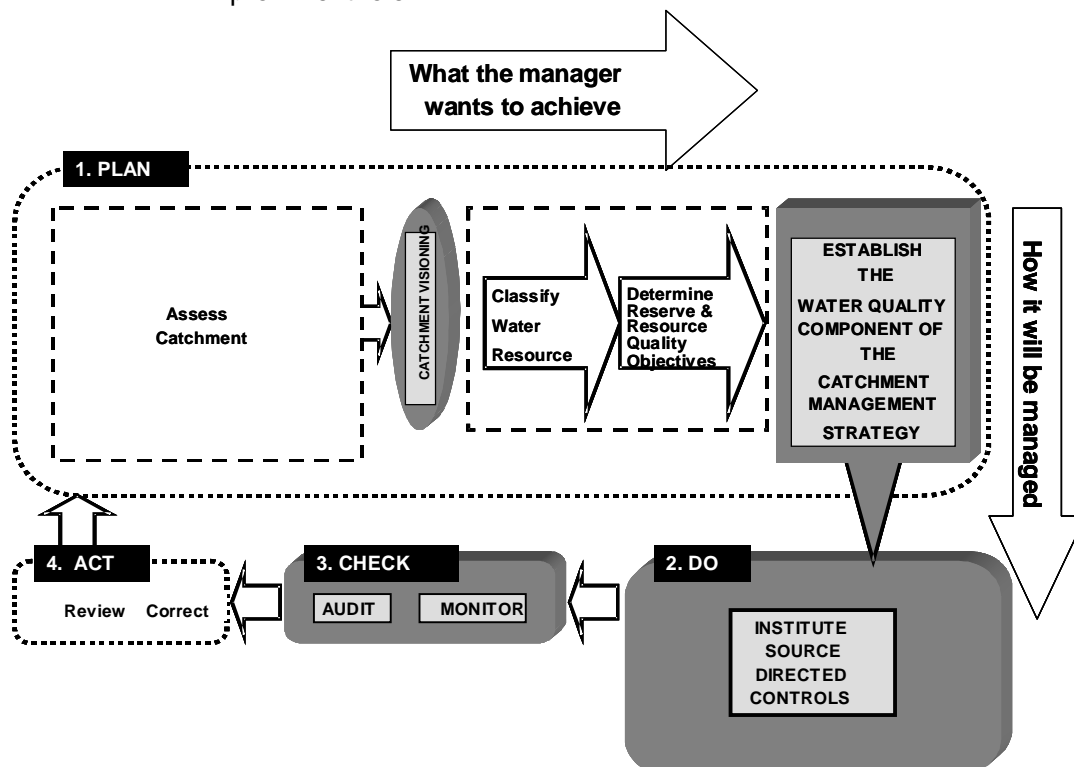 What the manager
wants to achieve
1. PLAN
Assess
Catchment
CATCHMENT VISIONING
Classify
Water
Resource
Determine
Reserve &
Resource
Quality
Objectives
ESTABLISH
THE
WATER QUALITY
COMPONENT OF
THE
CATCHMENT
MANAGEMENT
STRATEGY
How it will be managed
4. ACT
Review Correct
3. CHECK
AUDIT
MONITOR
2. DO
INSTITUTE
SOURCE
DIRECTED
CONTROLS